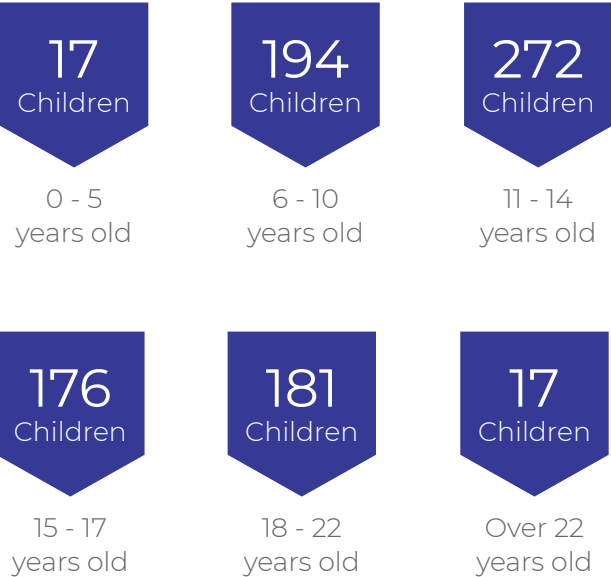 17
Children
0 - 5
years old
194
Children
6 - 10
years old
272
Children
11 - 14
years old
176
Children
15 - 17
years old
181
Children
18 - 22
years old
17
Children
Over 22
years old